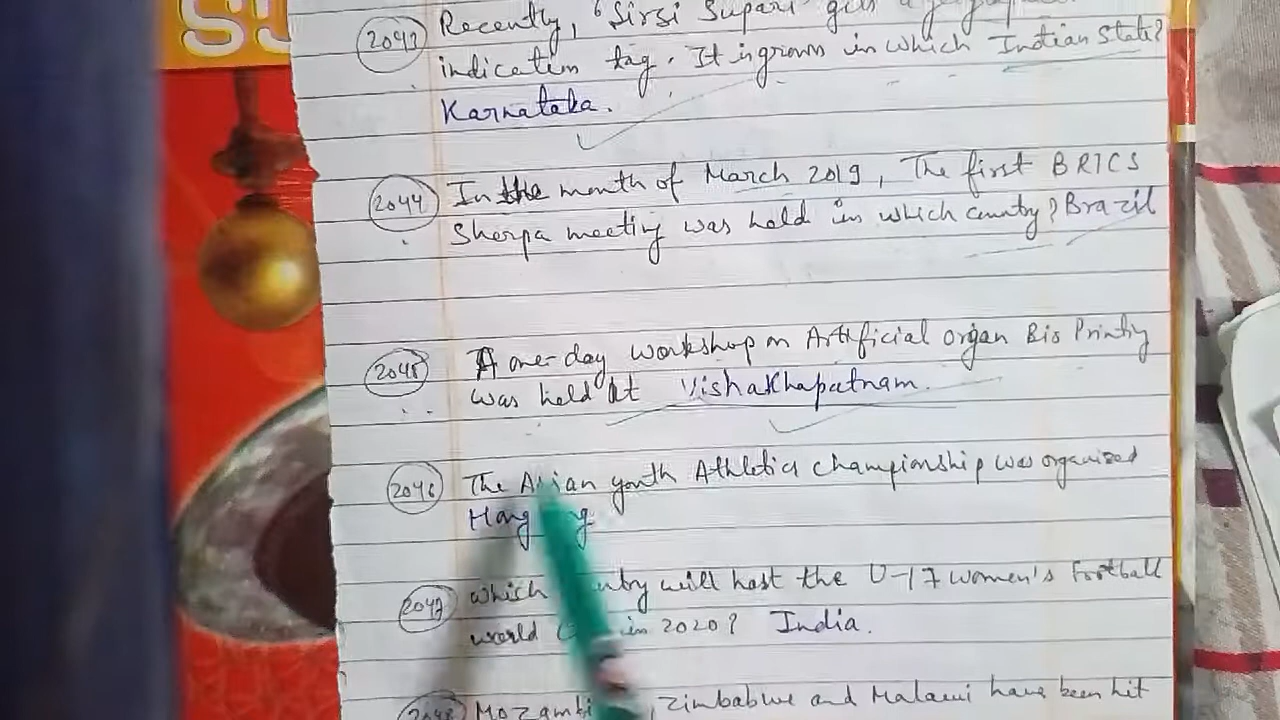 2043 Recently, 'Sirsi Supari' gets a
indication tag. It is grown in which Indian State?
Karnataka.
2044 In the month of March 2019, The first BRICS
Sherpa meeting was held in which country? Brazil
2045 A one-day workshop on Artificial organ Bio Printing
was held at Vishakhapatnam.
2046 The Asian youth Athletics championship was organised
Hong
2047 which will host the U-17 women's Football
world in 2020? India.
2048 Zimbabwe and Malawi have been hit